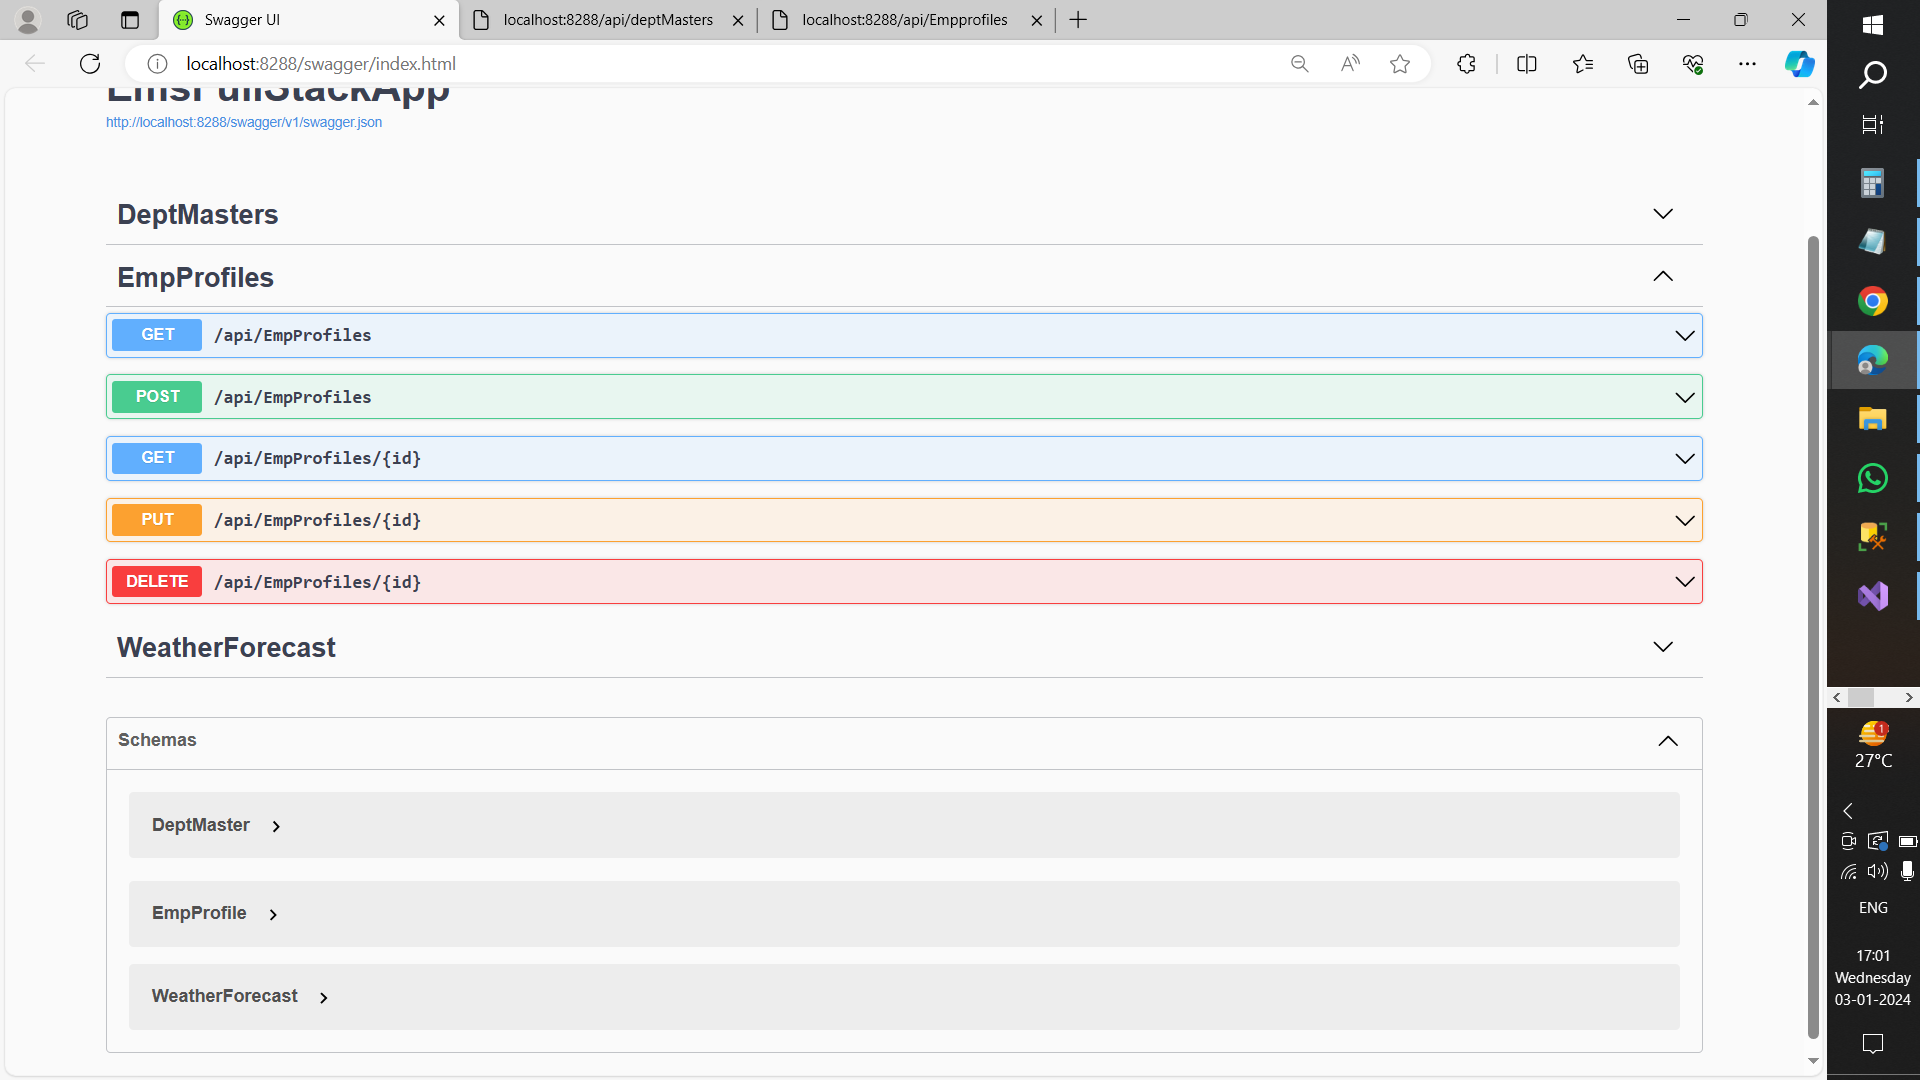 Swagger UI
localhost:8288/api/deptMasters
localhost:8288/api/Empprofiles
localhost:8288/swagger/index.html
EmsFullStackApp
http://localhost:8288/swagger/v1/swagger.json
DeptMasters
EmpProfiles
GET /api/EmpProfiles
POST /api/EmpProfiles
GET /api/EmpProfiles/{id}
PUT /api/EmpProfiles/{id}
DELETE /api/EmpProfiles/{id}
WeatherForecast
Schemas
DeptMaster
EmpProfile
WeatherForecast
1
27°C
ENG
17:01
Wednesday
03-01-2024